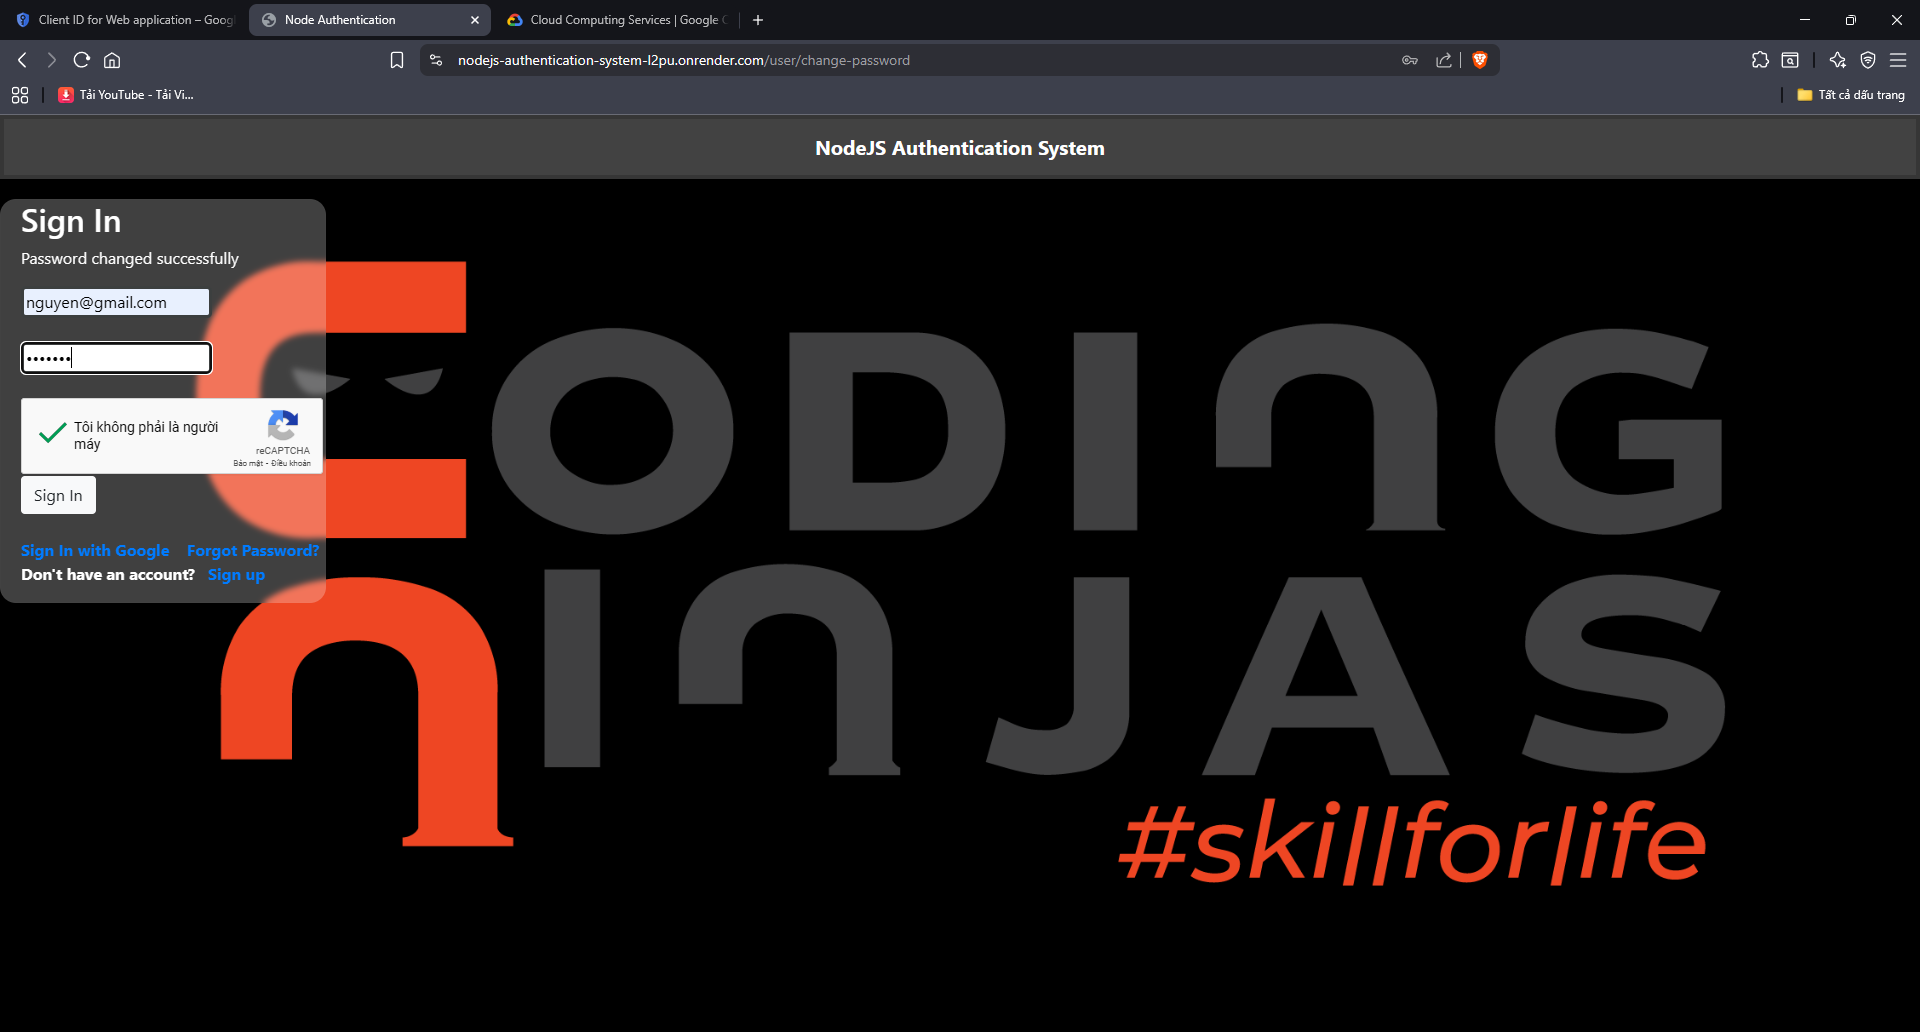 Client ID for Web application – Goog
Node Authentication
Cloud Computing Services | Google C
nodejs-authentication-system-l2pu.onrender.com/user/change-password
Tải YouTube - Tải Vi...
Tất cả dấu trang
NodeJS Authentication System
Sign In
Password changed successfully
nguyen@gmail.com
•••••••
Tôi không phải là người
máy
reCAPTCHA
Bảo mật - Điều khoản
Sign In
Sign In with Google Forgot Password?
Don't have an account? Sign up
CODING
NINJAS
#skillforlife